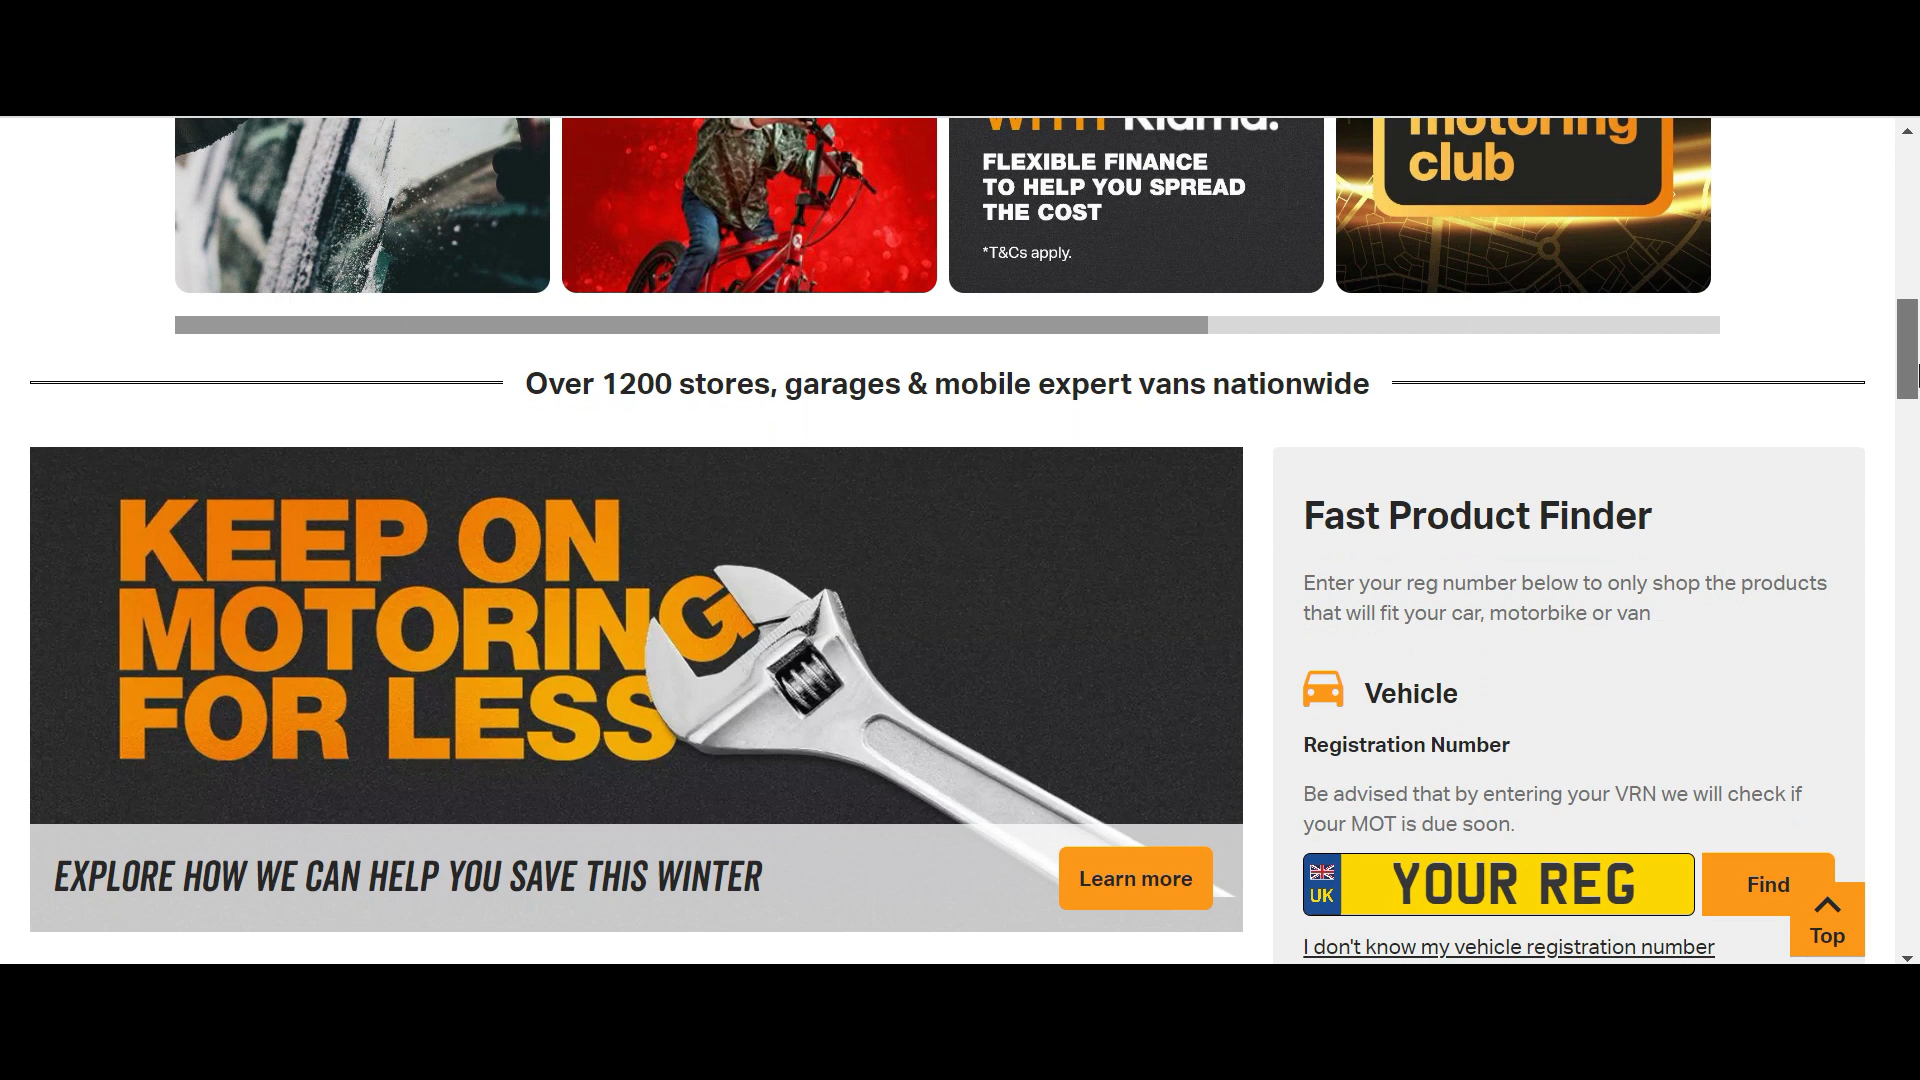 WITH Klarna.
FLEXIBLE FINANCE
TO HELP YOU SPREAD
THE COST
*T&Cs apply.
motoring
club
Over 1200 stores, garages & mobile expert vans nationwide
KEEP ON
MOTORING
FOR LESS
EXPLORE HOW WE CAN HELP YOU SAVE THIS WINTER
Learn more
Fast Product Finder
Enter your reg number below to only shop the products
that will fit your car, motorbike or van
Vehicle
Registration Number
Be advised that by entering your VRN we will check if
your MOT is due soon.
UK
YOUR REG
Find
Top
I don't know my vehicle registration number